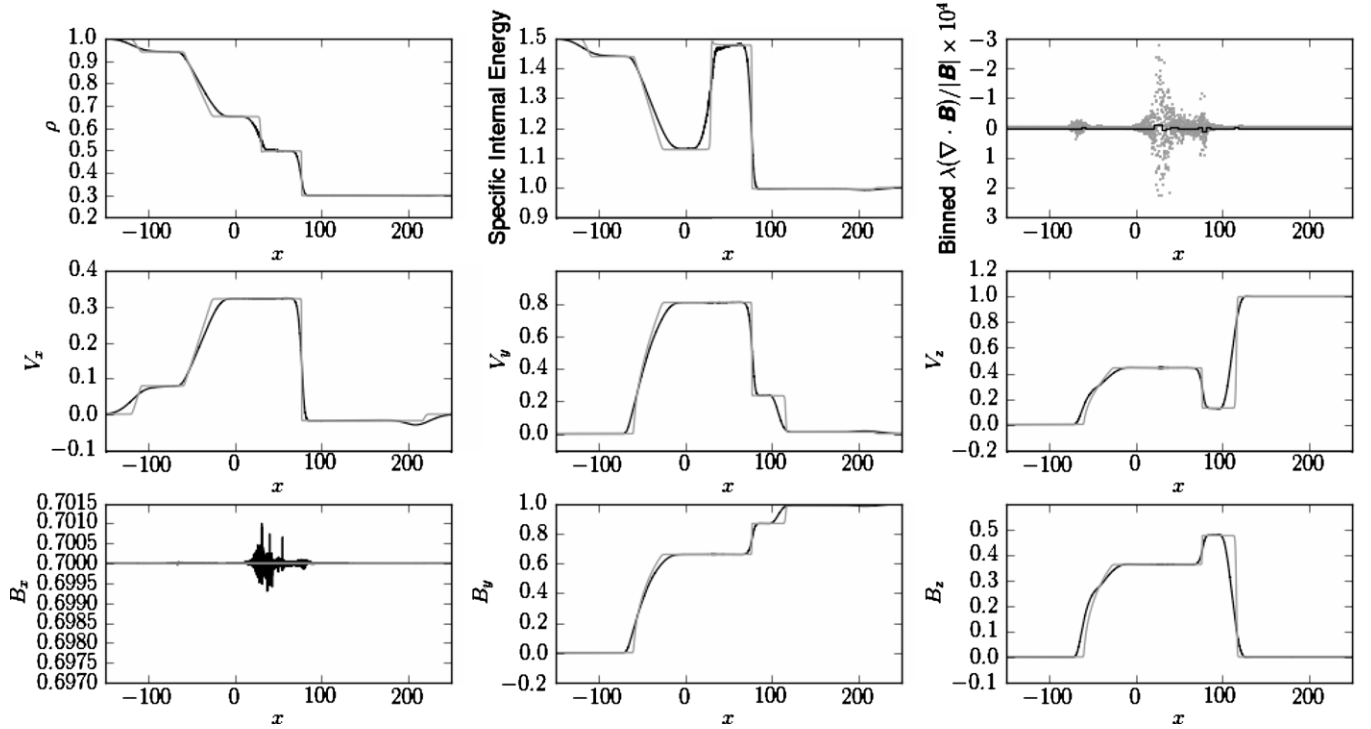 1.0
0.9
0.8
0.7
0.6
0.5
0.4
0.3
0.2
ρ
−100 0 100 200
x
1.5
1.4
1.3
1.2
1.1
1.0
0.9
Specific Internal Energy
−100 0 100 200
x
−3
−2
−1
0
1
2
3
Binned λ(∇ · B)/|B| × 10⁴
−100 0 100 200
x
0.4
0.3
0.2
0.1
0.0
−0.1
Vx
−100 0 100 200
x
0.8
0.6
0.4
0.2
0.0
Vy
−100 0 100 200
x
1.2
1.0
0.8
0.6
0.4
0.2
0.0
−0.2
Vz
−100 0 100 200
x
0.7015
0.7010
0.7005
0.7000
0.6995
0.6990
0.6985
0.6980
0.6975
0.6970
Bx
−100 0 100 200
x
1.0
0.8
0.6
0.4
0.2
0.0
−0.2
By
−100 0 100 200
x
0.5
0.4
0.3
0.2
0.1
0.0
−0.1
Bz
−100 0 100 200
x